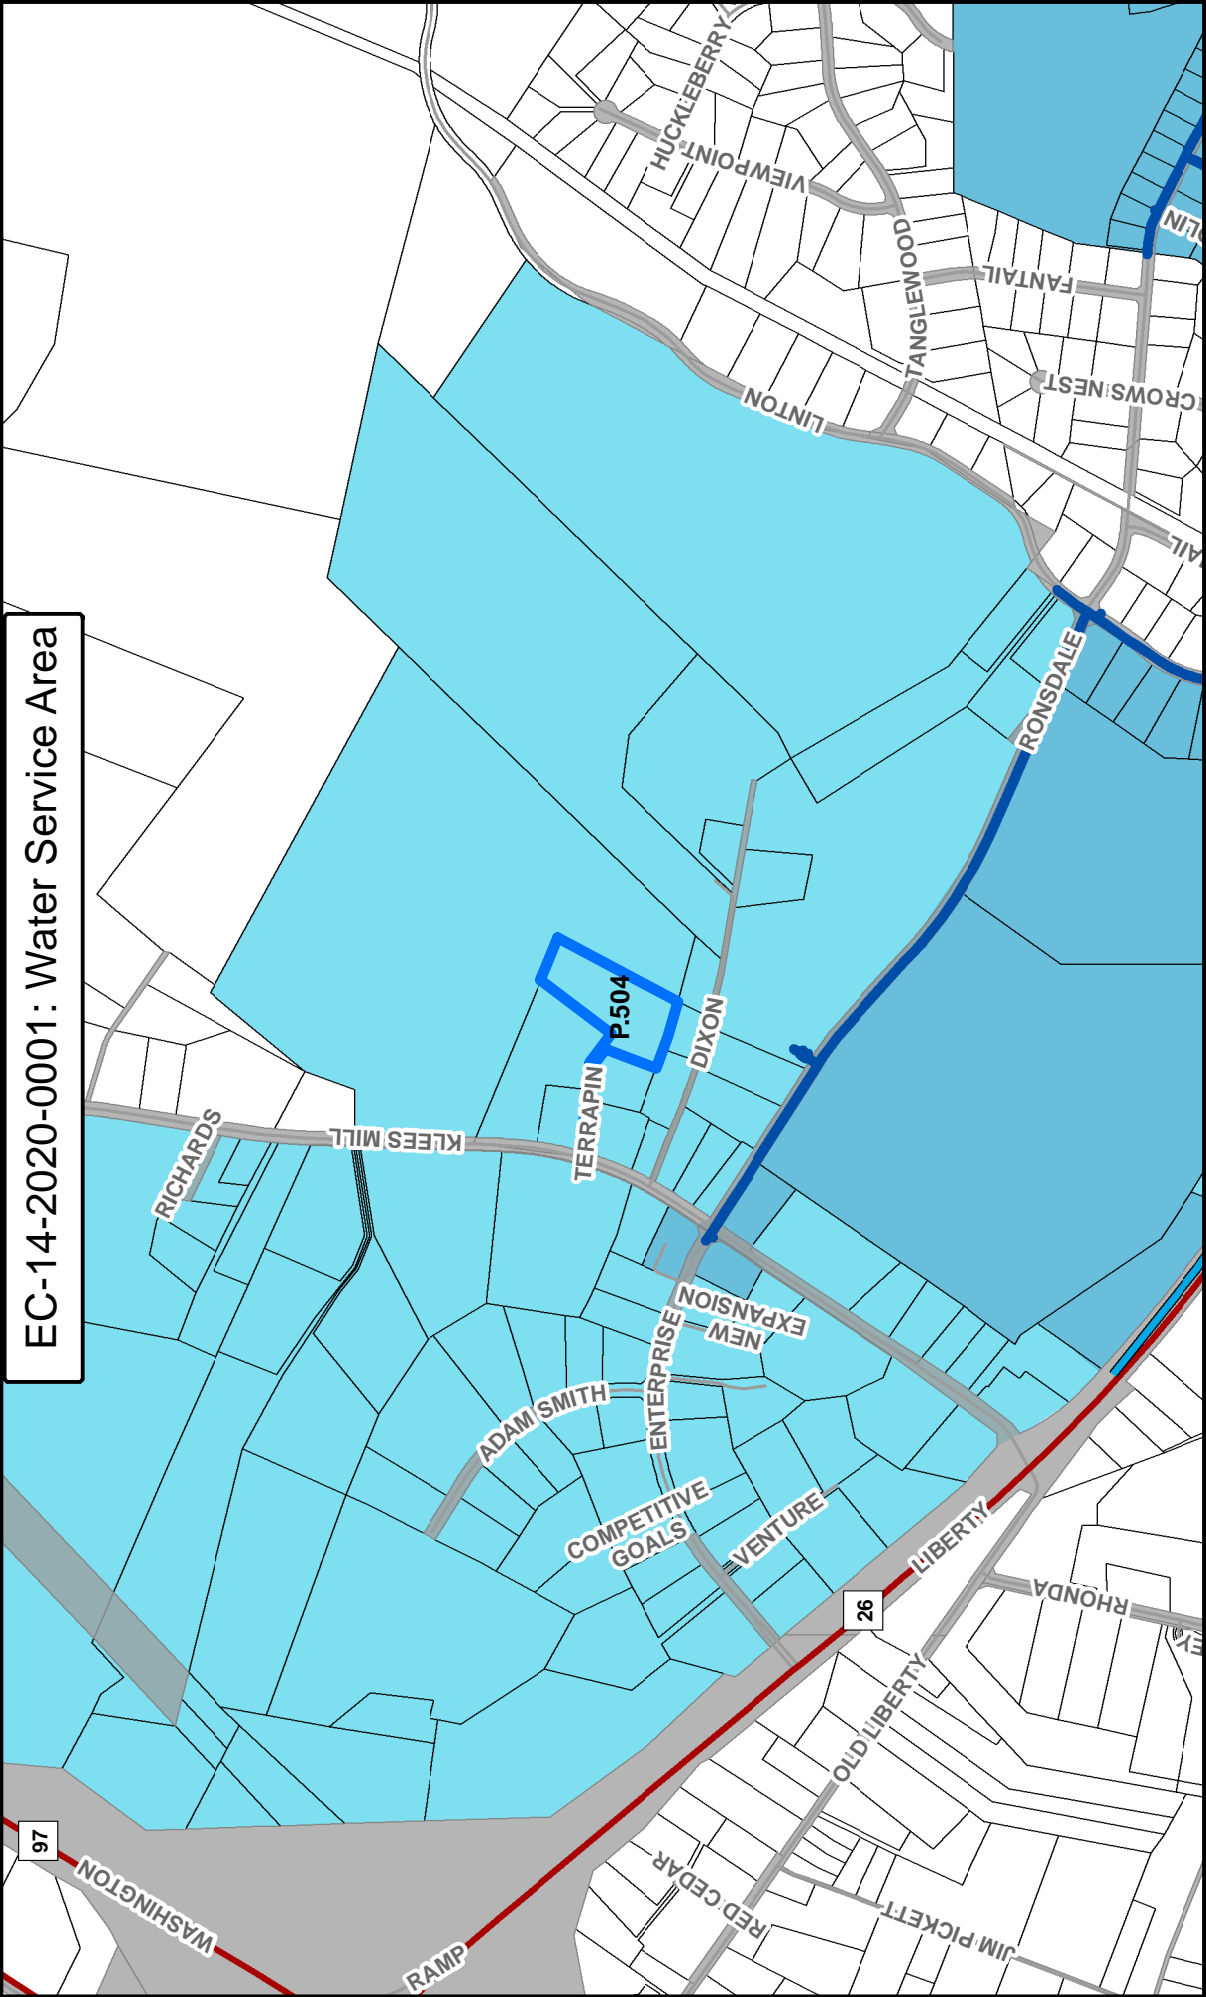 EC-14-2020-0001: Water Service Area
HUCKLEBERRY
VIEWPOINT
TANGLEWOOD
FANTAIL
CROWS NEST
LINTON
RONSDALE
P.504
DIXON
TERRAPIN
KLEES MILL
RICHARDS
NEW
EXPANSION
ENTERPRISE
ADAM SMITH
COMPETITIVE
GOALS
VENTURE
LIBERTY
26
RHONDA
OLD LIBERTY
RED CEDAR
JIM PICKETT
97
WASHINGTON
RAMP